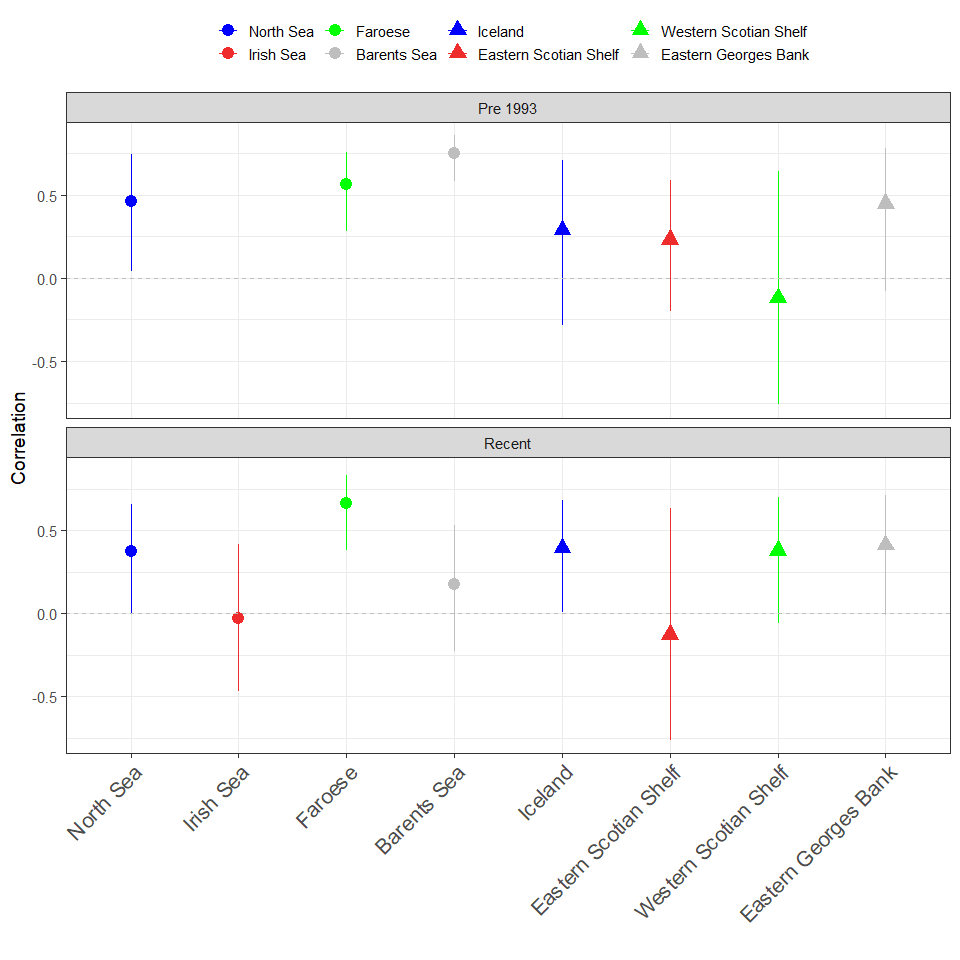 North Sea Faroese Iceland Western Scotian Shelf
Irish Sea Barents Sea Eastern Scotian Shelf Eastern Georges Bank
Pre 1993
0.5
0.0
-0.5
Correlation
Recent
0.5
0.0
-0.5
North Sea
Irish Sea
Faroese
Barents Sea
Iceland
Eastern Scotian Shelf
Western Scotian Shelf
Eastern Georges Bank